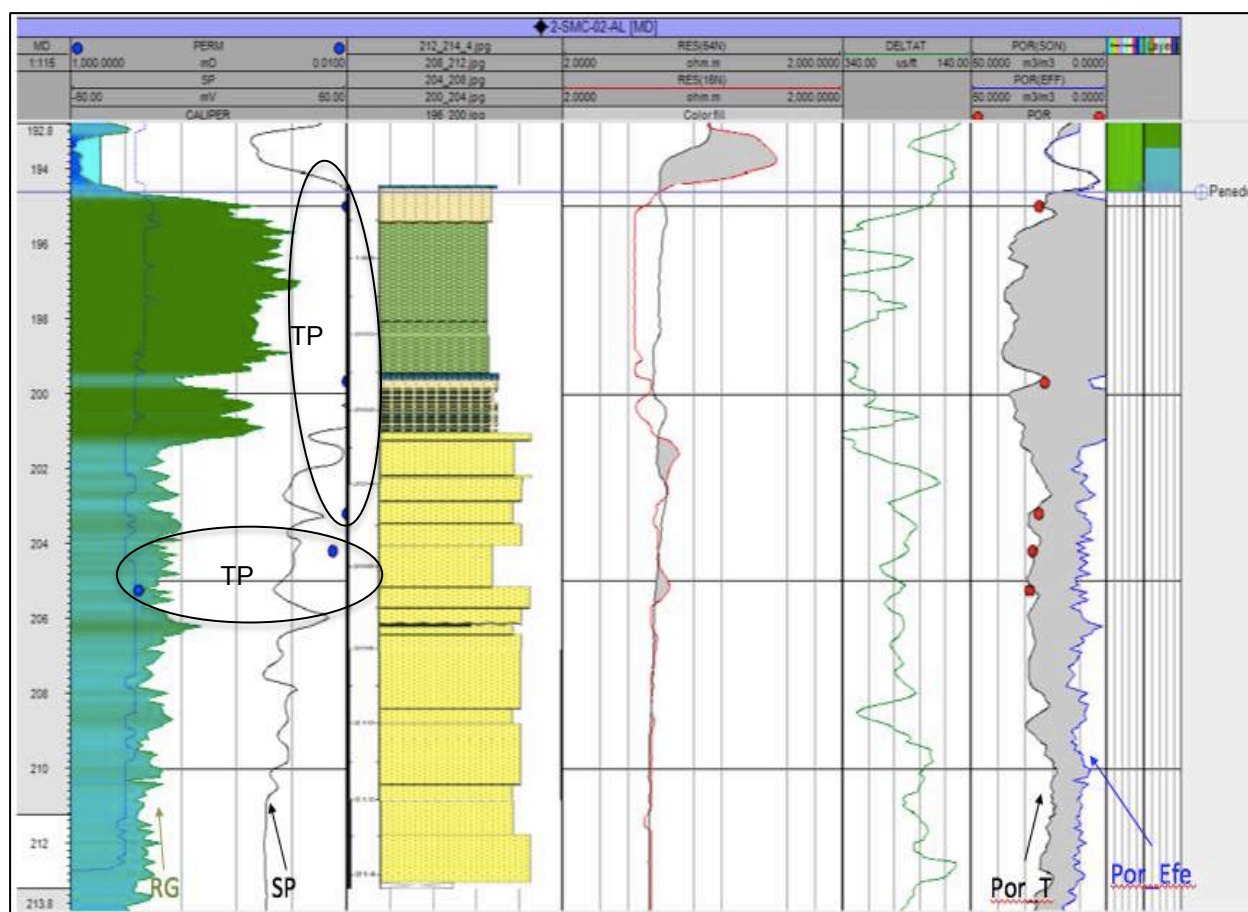 2-SMC-02-AL [MD]
MD PERM 212_214_4.jpg RES(64N) DELTAT POR(SON)
1:115 1,000.0000 mD 0.0100 208_212.jpg 2.0000 ohm.m 2,000.0000 340.00 us/ft 140.00 60.0000 m3/m3 0.0000
SP 204_208.jpg RES(16N) POR(EFF)
-60.00 mV 60.00 200_204.jpg 2.0000 ohm.m 2,000.0000 60.0000 m3/m3 0.0000
CALIPER 196_200.jpg Color fill POR
192.8
194
Penedo
196
198
TP
200
202
204
TP
206
208
210
212
RG SP Por_T Por_Efe
213.8